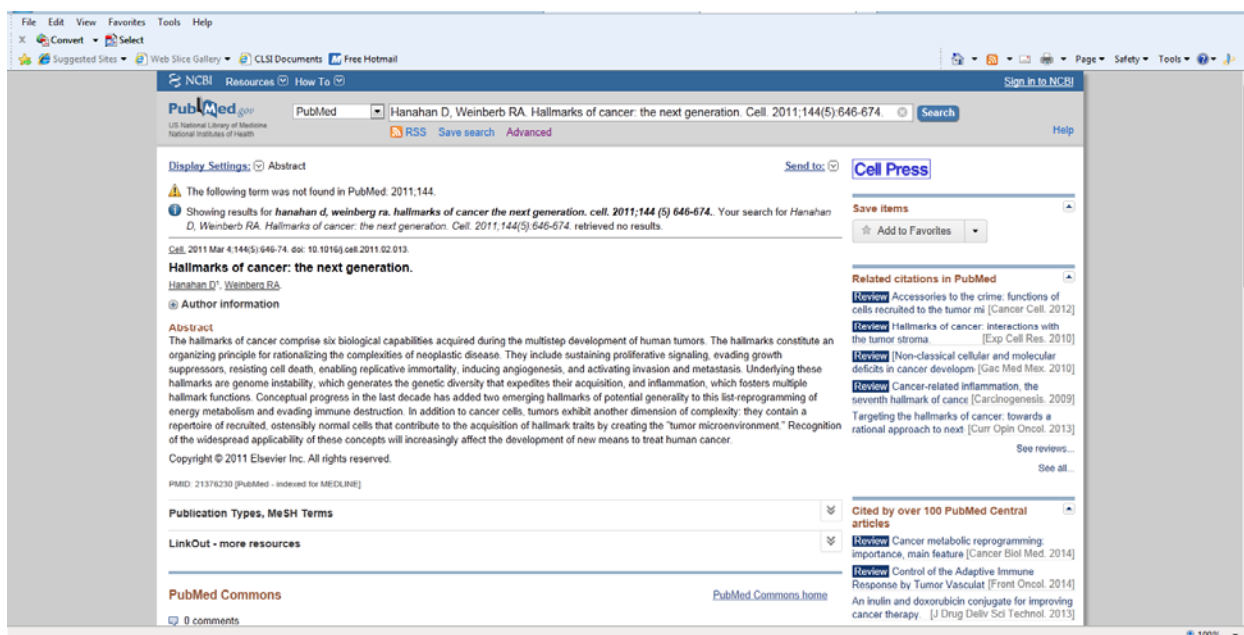 File Edit View Favorites Tools Help
X Convert Select
Suggested Sites Web Slice Gallery CLSI Documents Free Hotmail Page Safety Tools
NCBI Resources How To Sign in to NCBI
PubMed.gov
US National Library of Medicine
National Institutes of Health
PubMed
Hanahan D, Weinberb RA. Hallmarks of cancer: the next generation. Cell. 2011;144(5):646-674.
Search
RSS Save search Advanced
Help
Display Settings: Abstract
Send to:
The following term was not found in PubMed: 2011;144.
Showing results for hanahan d, weinberg ra. hallmarks of cancer the next generation. cell. 2011;144 (5) 646-674.. Your search for Hanahan
D, Weinberb RA. Hallmarks of cancer: the next generation. Cell. 2011;144(5):646-674. retrieved no results.
Cell. 2011 Mar 4;144(5):646-74. doi: 10.1016/j.cell.2011.02.013.
Hallmarks of cancer: the next generation.
Hanahan D¹, Weinberg RA.
Author information
Abstract
The hallmarks of cancer comprise six biological capabilities acquired during the multistep development of human tumors. The hallmarks constitute an
organizing principle for rationalizing the complexities of neoplastic disease. They include sustaining proliferative signaling, evading growth
suppressors, resisting cell death, enabling replicative immortality, inducing angiogenesis, and activating invasion and metastasis. Underlying these
hallmarks are genome instability, which generates the genetic diversity that expedites their acquisition, and inflammation, which fosters multiple
hallmark functions. Conceptual progress in the last decade has added two emerging hallmarks of potential generality to this list-reprogramming of
energy metabolism and evading immune destruction. In addition to cancer cells, tumors exhibit another dimension of complexity: they contain a
repertoire of recruited, ostensibly normal cells that contribute to the acquisition of hallmark traits by creating the "tumor microenvironment." Recognition
of the widespread applicability of these concepts will increasingly affect the development of new means to treat human cancer.
Copyright © 2011 Elsevier Inc. All rights reserved.
PMID: 21376230 [PubMed - indexed for MEDLINE]
Publication Types, MeSH Terms
LinkOut - more resources
PubMed Commons
PubMed Commons home
0 comments
Cell Press
Save items
Add to Favorites
Related citations in PubMed
Review Accessories to the crime: functions of
cells recruited to the tumor mi [Cancer Cell. 2012]
Review Hallmarks of cancer: interactions with
the tumor stroma. [Exp Cell Res. 2010]
Review [Non-classical cellular and molecular
deficits in cancer developm [Gac Med Mex. 2010]
Review Cancer-related inflammation, the
seventh hallmark of cance [Carcinogenesis. 2009]
Targeting the hallmarks of cancer: towards a
rational approach to next [Curr Opin Oncol. 2013]
See reviews...
See all...
Cited by over 100 PubMed Central
articles
Review Cancer metabolic reprogramming:
importance, main feature [Cancer Biol Med. 2014]
Review Control of the Adaptive Immune
Response by Tumor Vasculat [Front Oncol. 2014]
An inulin and doxorubicin conjugate for improving
cancer therapy. [J Drug Deliv Sci Technol. 2013]
100%